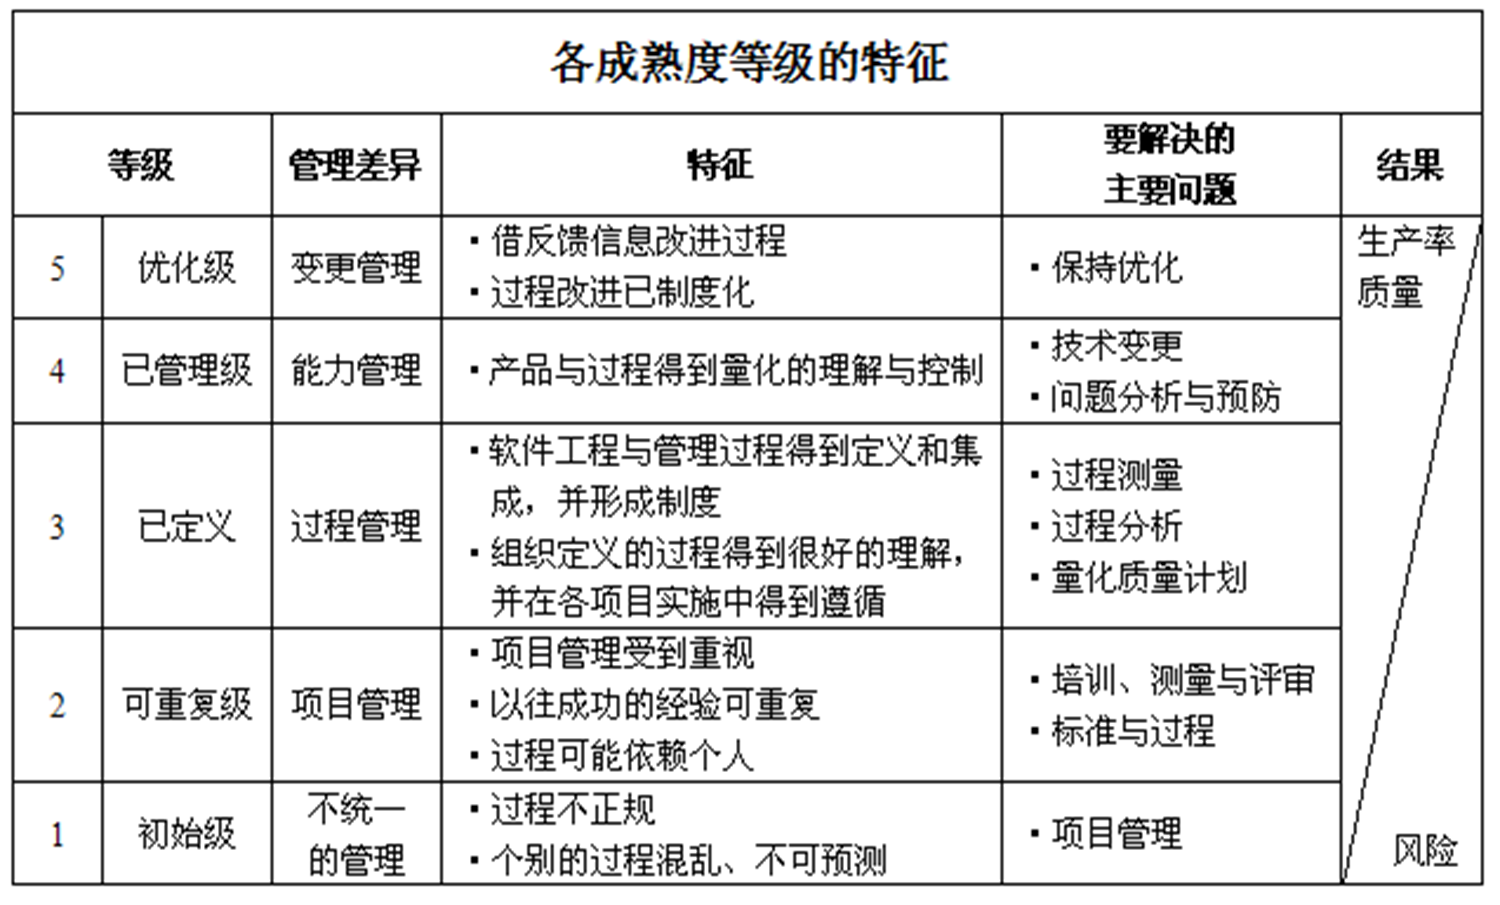 各成熟度等级的特征
等级
管理差异
特征
要解决的
主要问题
结果
5
优化级
变更管理
▪借反馈信息改进过程
▪过程改进已制度化
▪保持优化
生产率
质量
4
已管理级
能力管理
▪产品与过程得到量化的理解与控制
▪技术变更
▪问题分析与预防
3
已定义
过程管理
▪软件工程与管理过程得到定义和集
成，并形成制度
▪组织定义的过程得到很好的理解，
并在各项目实施中得到遵循
▪过程测量
▪过程分析
▪量化质量计划
2
可重复级
项目管理
▪项目管理受到重视
▪以往成功的经验可重复
▪过程可能依赖个人
▪培训、测量与评审
▪标准与过程
1
初始级
不统一
的管理
▪过程不正规
▪个别的过程混乱、不可预测
▪项目管理
风险